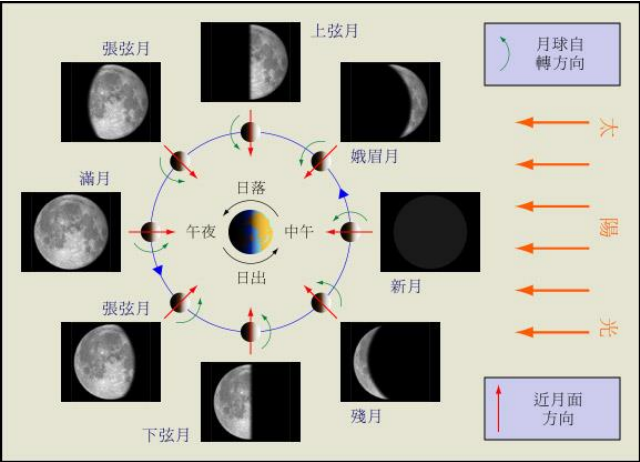 上弦月
張弦月
月球自
轉方向
娥眉月
太
滿月
日落
午夜
中午
陽
日出
新月
張弦月
光
殘月
下弦月
近月面
方向